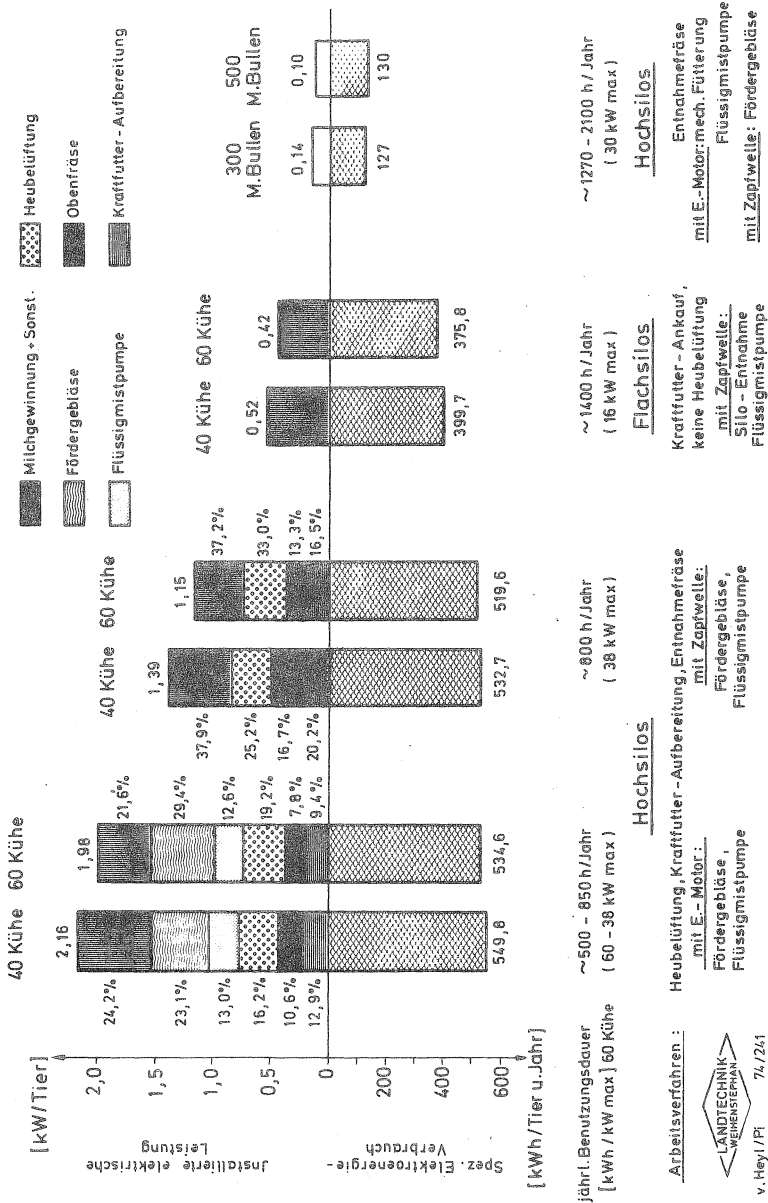 Milchgewinnung + Sonst.
Fördergebläse
Flüssigmistpumpe
Heubelüftung
Obenfräse
Kraftfutter - Aufbereitung
[kW/Tier]
2,0
1,5
1,0
0,5
0
200
400
600
[kWh/Tier u.Jahr]
Installierte elektrische
Leistung
Spez. Elektroenergie-
Verbrauch
40 Kühe 60 Kühe
2,16
24,2%
23,1%
13,0%
16,2%
10,6%
12,9%
549,8
1,98
21,6%
29,4%
12,6%
19,2%
7,8%
9,4%
534,6
40 Kühe 60 Kühe
1,39
37,9%
25,2%
16,7%
20,2%
532,7
1,15
37,2%
33,0%
13,3%
16,5%
519,6
40 Kühe 60 Kühe
0,52
399,7
0,42
375,8
300 500
M.Bullen M.Bullen
0,14
127
0,10
130
jährl. Benutzungsdauer
[kWh / kW max] 60 Kühe
~500 - 850 h/Jahr
( 60 - 38 kW max )
~800 h/Jahr
( 38 kW max )
~1400 h/Jahr
( 16 kW max )
~1270 - 2100 h/Jahr
( 30 kW max )
Hochsilos
Flachsilos
Hochsilos
Arbeitsverfahren :
Heubelüftung, Kraftfutter - Aufbereitung, Entnahmefräse
mit E.- Motor :
Fördergebläse ,
Flüssigmistpumpe
mit Zapfwelle:
Fördergebläse,
Flüssigmistpumpe
Kraftfutter - Ankauf,
keine Heubelüftung
mit Zapfwelle:
Silo - Entnahme
Flüssigmistpumpe
Entnahmefräse
mit E.-Motor: mech. Fütterung
Flüssigmistpumpe
mit Zapfwelle: Fördergebläse
LANDTECHNIK
WEIHENSTEPHAN
v. Heyl /Pi 74/241